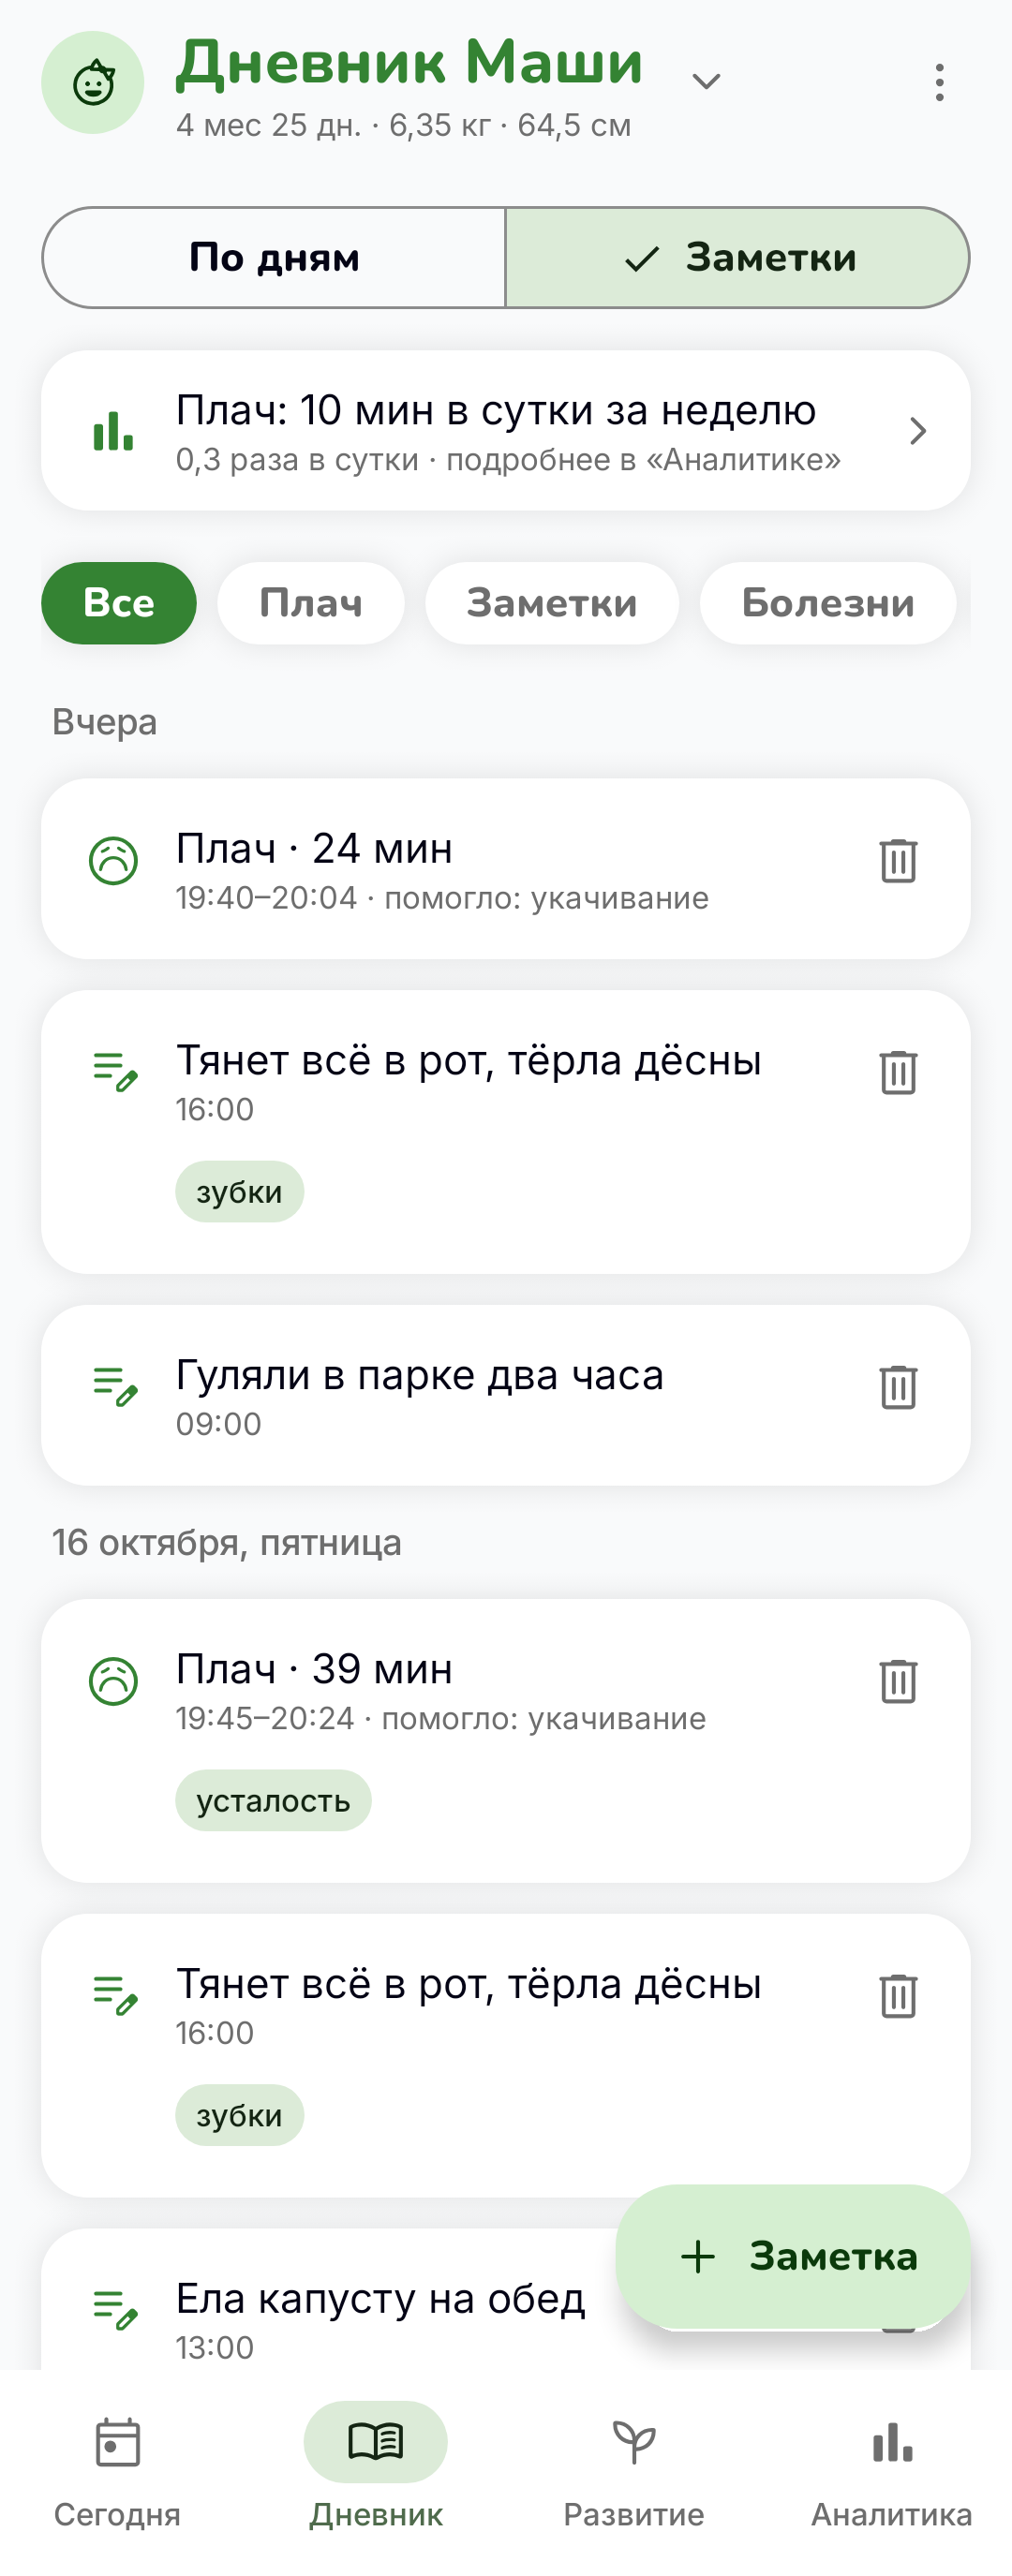 Дневник Маши
4 мес 25 дн. · 6,35 кг · 64,5 см
По дням
Заметки
Плач: 10 мин в сутки за неделю
0,3 раза в сутки · подробнее в «Аналитике»
Все
Плач
Заметки
Болезни
Вчера
Плач · 24 мин
19:40–20:04 · помогло: укачивание
Тянет всё в рот, тёрла дёсны
16:00
зубки
Гуляли в парке два часа
09:00
16 октября, пятница
Плач · 39 мин
19:45–20:24 · помогло: укачивание
усталость
Тянет всё в рот, тёрла дёсны
16:00
зубки
Ела капусту на обед
13:00
Заметка
Сегодня
Дневник
Развитие
Аналитика